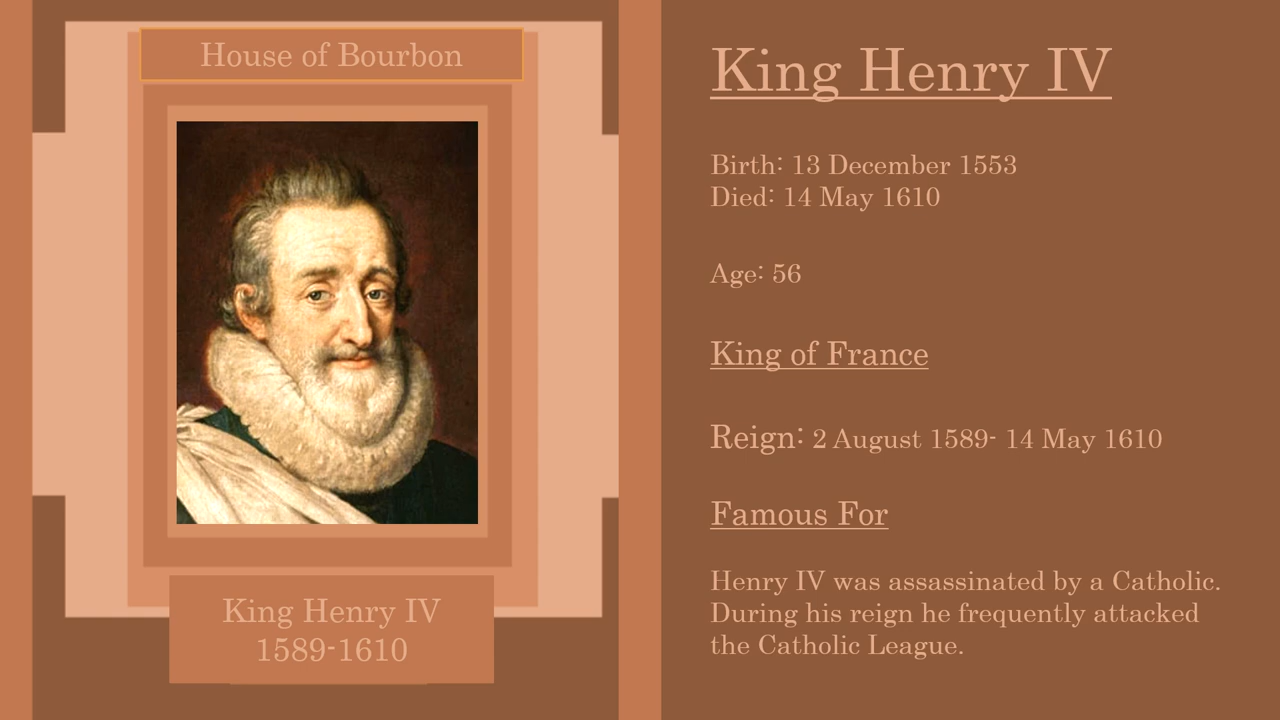 House of Bourbon
King Henry IV
1589-1610
King Henry IV
Birth: 13 December 1553
Died: 14 May 1610
Age: 56
King of France
Reign: 2 August 1589- 14 May 1610
Famous For
Henry IV was assassinated by a Catholic.
During his reign he frequently attacked
the Catholic League.